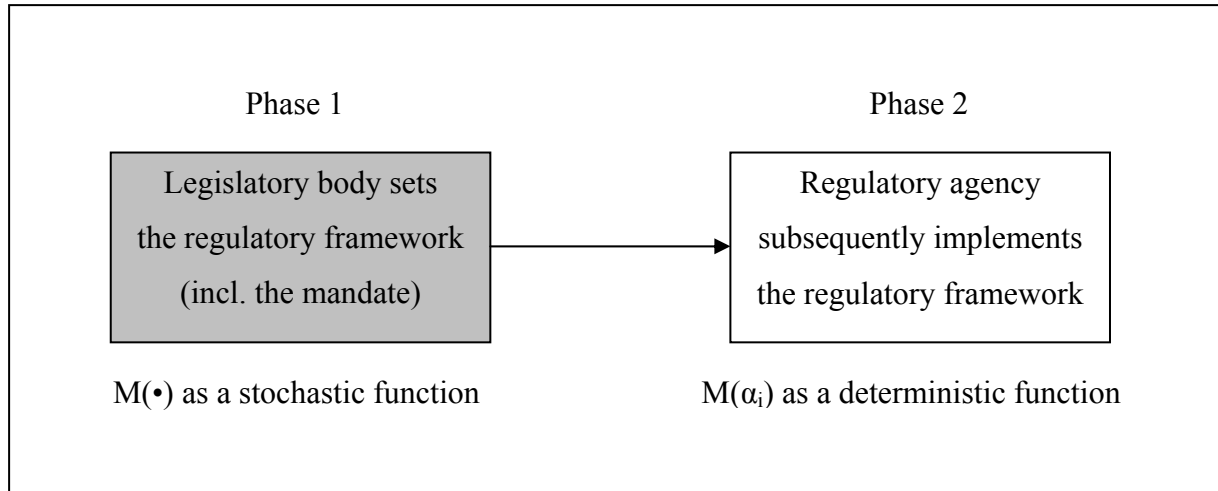 Phase 1
Phase 2
Legislatory body sets
the regulatory framework
(incl. the mandate)
Regulatory agency
subsequently implements
the regulatory framework
M(•) as a stochastic function
M(αi) as a deterministic function